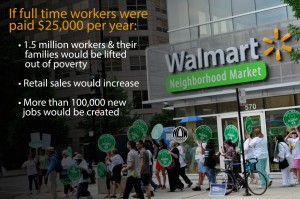 If full time workers were
paid $25,000 per year:
• 1.5 million workers & their
families would be lifted
out of poverty
• Retail sales would increase
• More than 100,000 new
jobs would be created
Walmart
Neighborhood Market
570